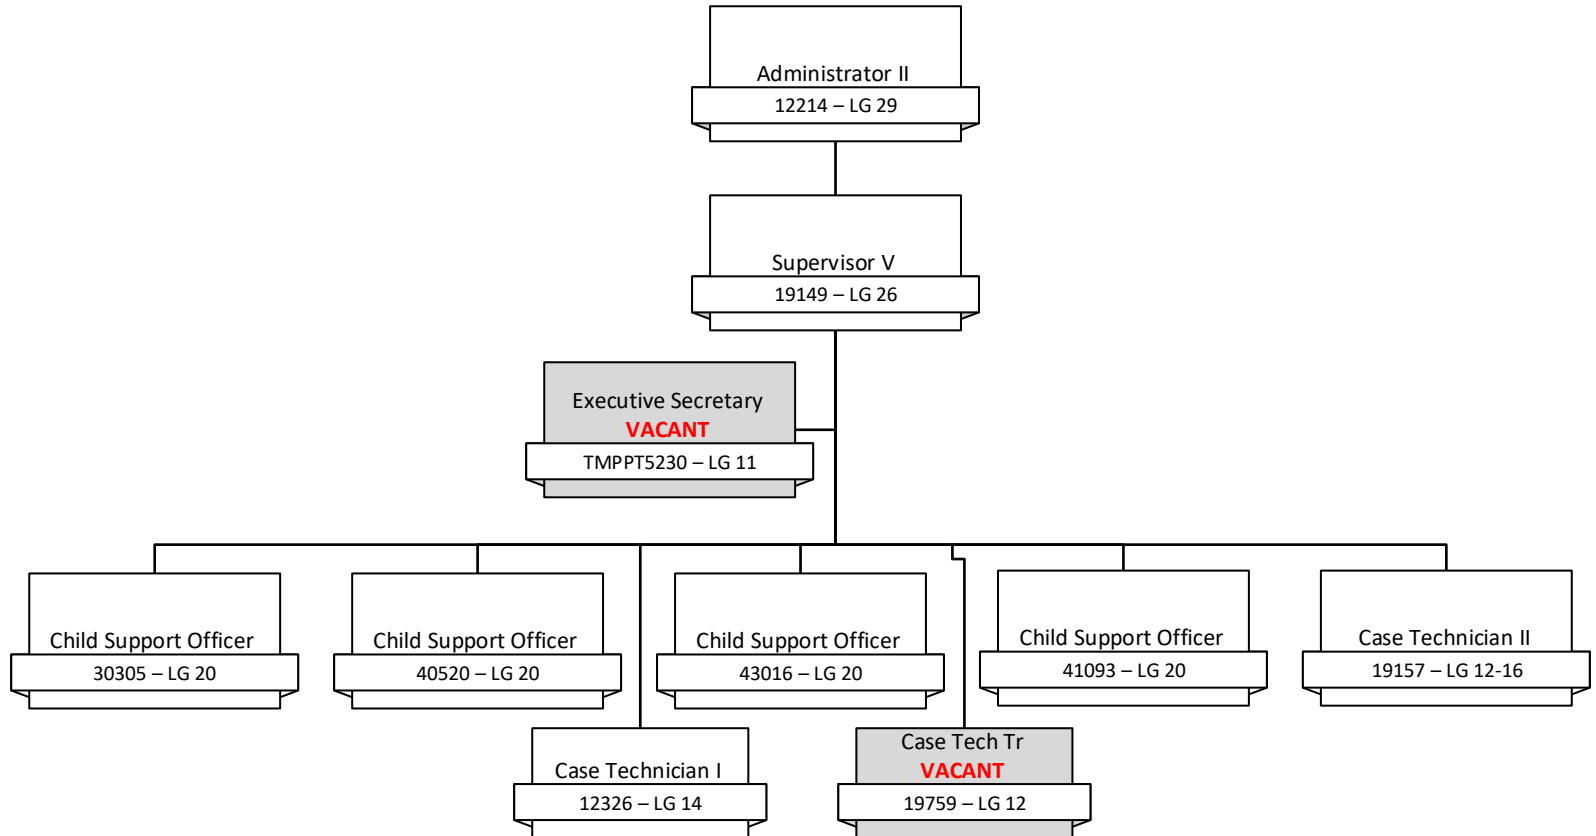 Administrator II
12214 – LG 29
Supervisor V
19149 – LG 26
Executive Secretary
VACANT
TMPPT5230 – LG 11
Child Support Officer
30305 – LG 20
Child Support Officer
40520 – LG 20
Child Support Officer
43016 – LG 20
Child Support Officer
41093 – LG 20
Case Technician II
19157 – LG 12-16
Case Technician I
12326 – LG 14
Case Tech Tr
VACANT
19759 – LG 12